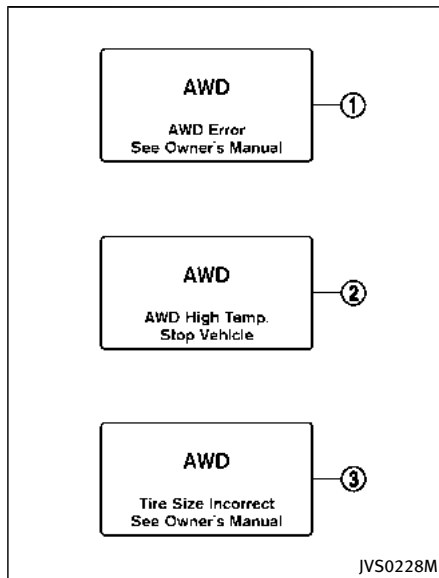 AWD
AWD Error
See Owner's Manual
①
AWD
AWD High Temp.
Stop Vehicle
②
AWD
Tire Size Incorrect
See Owner's Manual
③
JVS0228M